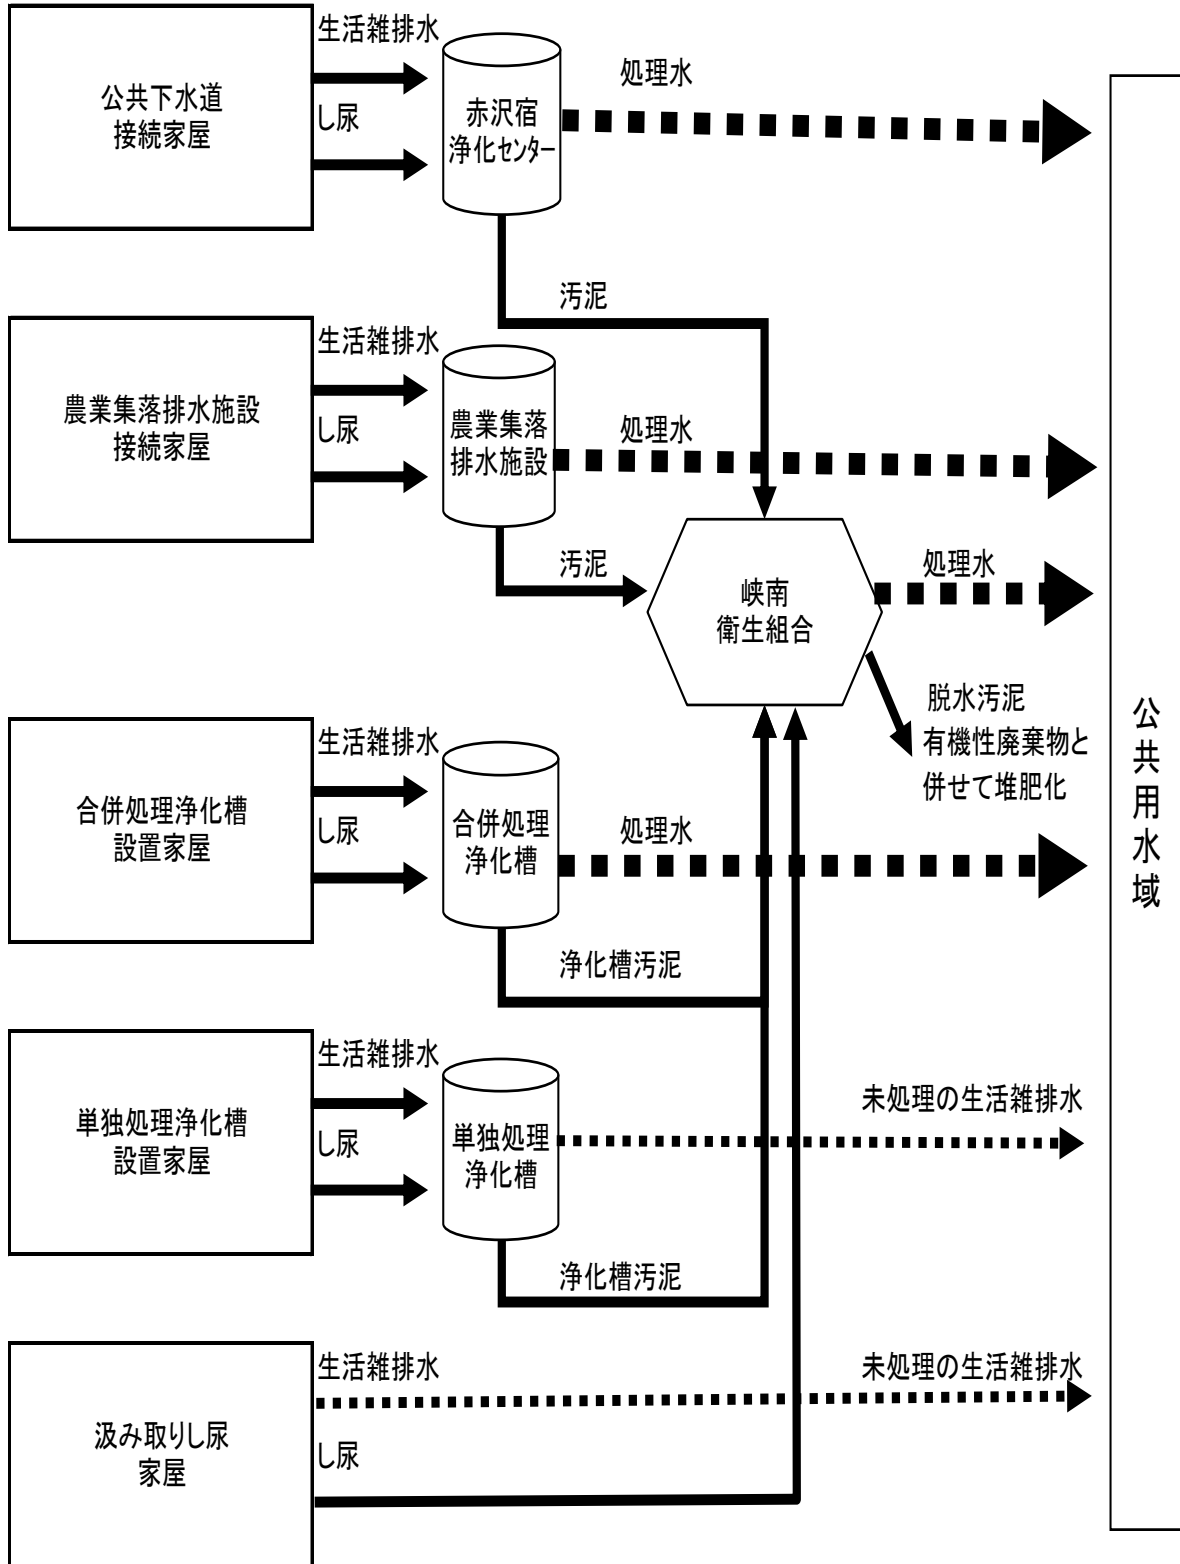 生活雑排水
公共下水道
接続家屋
し尿
赤沢宿
浄化センター
処理水
汚泥
生活雑排水
農業集落排水施設
接続家屋
し尿
農業集落
排水施設
処理水
汚泥
峡南
衛生組合
処理水
脱水汚泥
有機性廃棄物と
併せて堆肥化
公共用水域
生活雑排水
合併処理浄化槽
設置家屋
し尿
合併処理
浄化槽
処理水
浄化槽汚泥
生活雑排水
単独処理浄化槽
設置家屋
し尿
単独処理
浄化槽
未処理の生活雑排水
浄化槽汚泥
生活雑排水
未処理の生活雑排水
汲み取りし尿
家屋
し尿